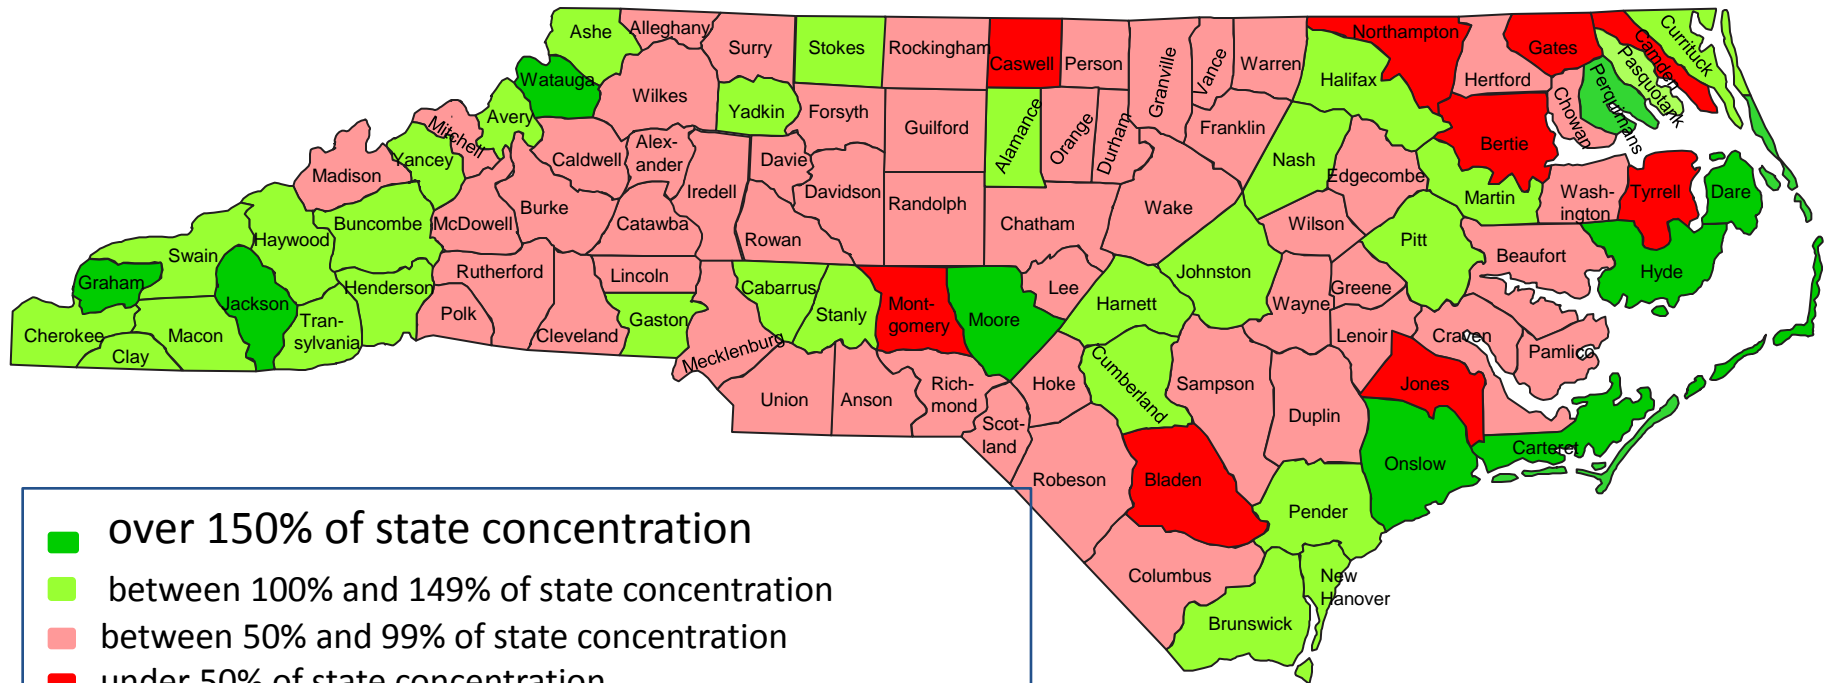 Ashe
Alleghany
Surry
Stokes
Rockingham
Caswell
Person
Granville
Vance
Warren
Northampton
Gates
Camden
Currituck
Pasquotank
Perquimans
Chowan
Hertford
Halifax
Watauga
Wilkes
Yadkin
Forsyth
Guilford
Alamance
Orange
Durham
Franklin
Nash
Bertie
Avery
Mitchell
Yancey
Madison
Caldwell
Alex-
ander
Davie
Iredell
Davidson
Randolph
Chatham
Wake
Edgecombe
Martin
Wash-
ington
Tyrrell
Dare
Buncombe
McDowell
Burke
Catawba
Rowan
Wilson
Pitt
Beaufort
Hyde
Haywood
Swain
Graham
Jackson
Henderson
Rutherford
Lincoln
Cabarrus
Stanly
Mont-
gomery
Moore
Lee
Harnett
Johnston
Wayne
Greene
Lenoir
Craven
Pamlico
Cherokee
Clay
Macon
Tran-
sylvania
Polk
Cleveland
Gaston
Mecklenburg
Union
Anson
Rich-
mond
Scot-
land
Hoke
Cumberland
Sampson
Duplin
Jones
Carteret
Onslow
Robeson
Bladen
Pender
Columbus
New
Hanover
Brunswick
over 150% of state concentration
between 100% and 149% of state concentration
between 50% and 99% of state concentration
under 50% of state concentration